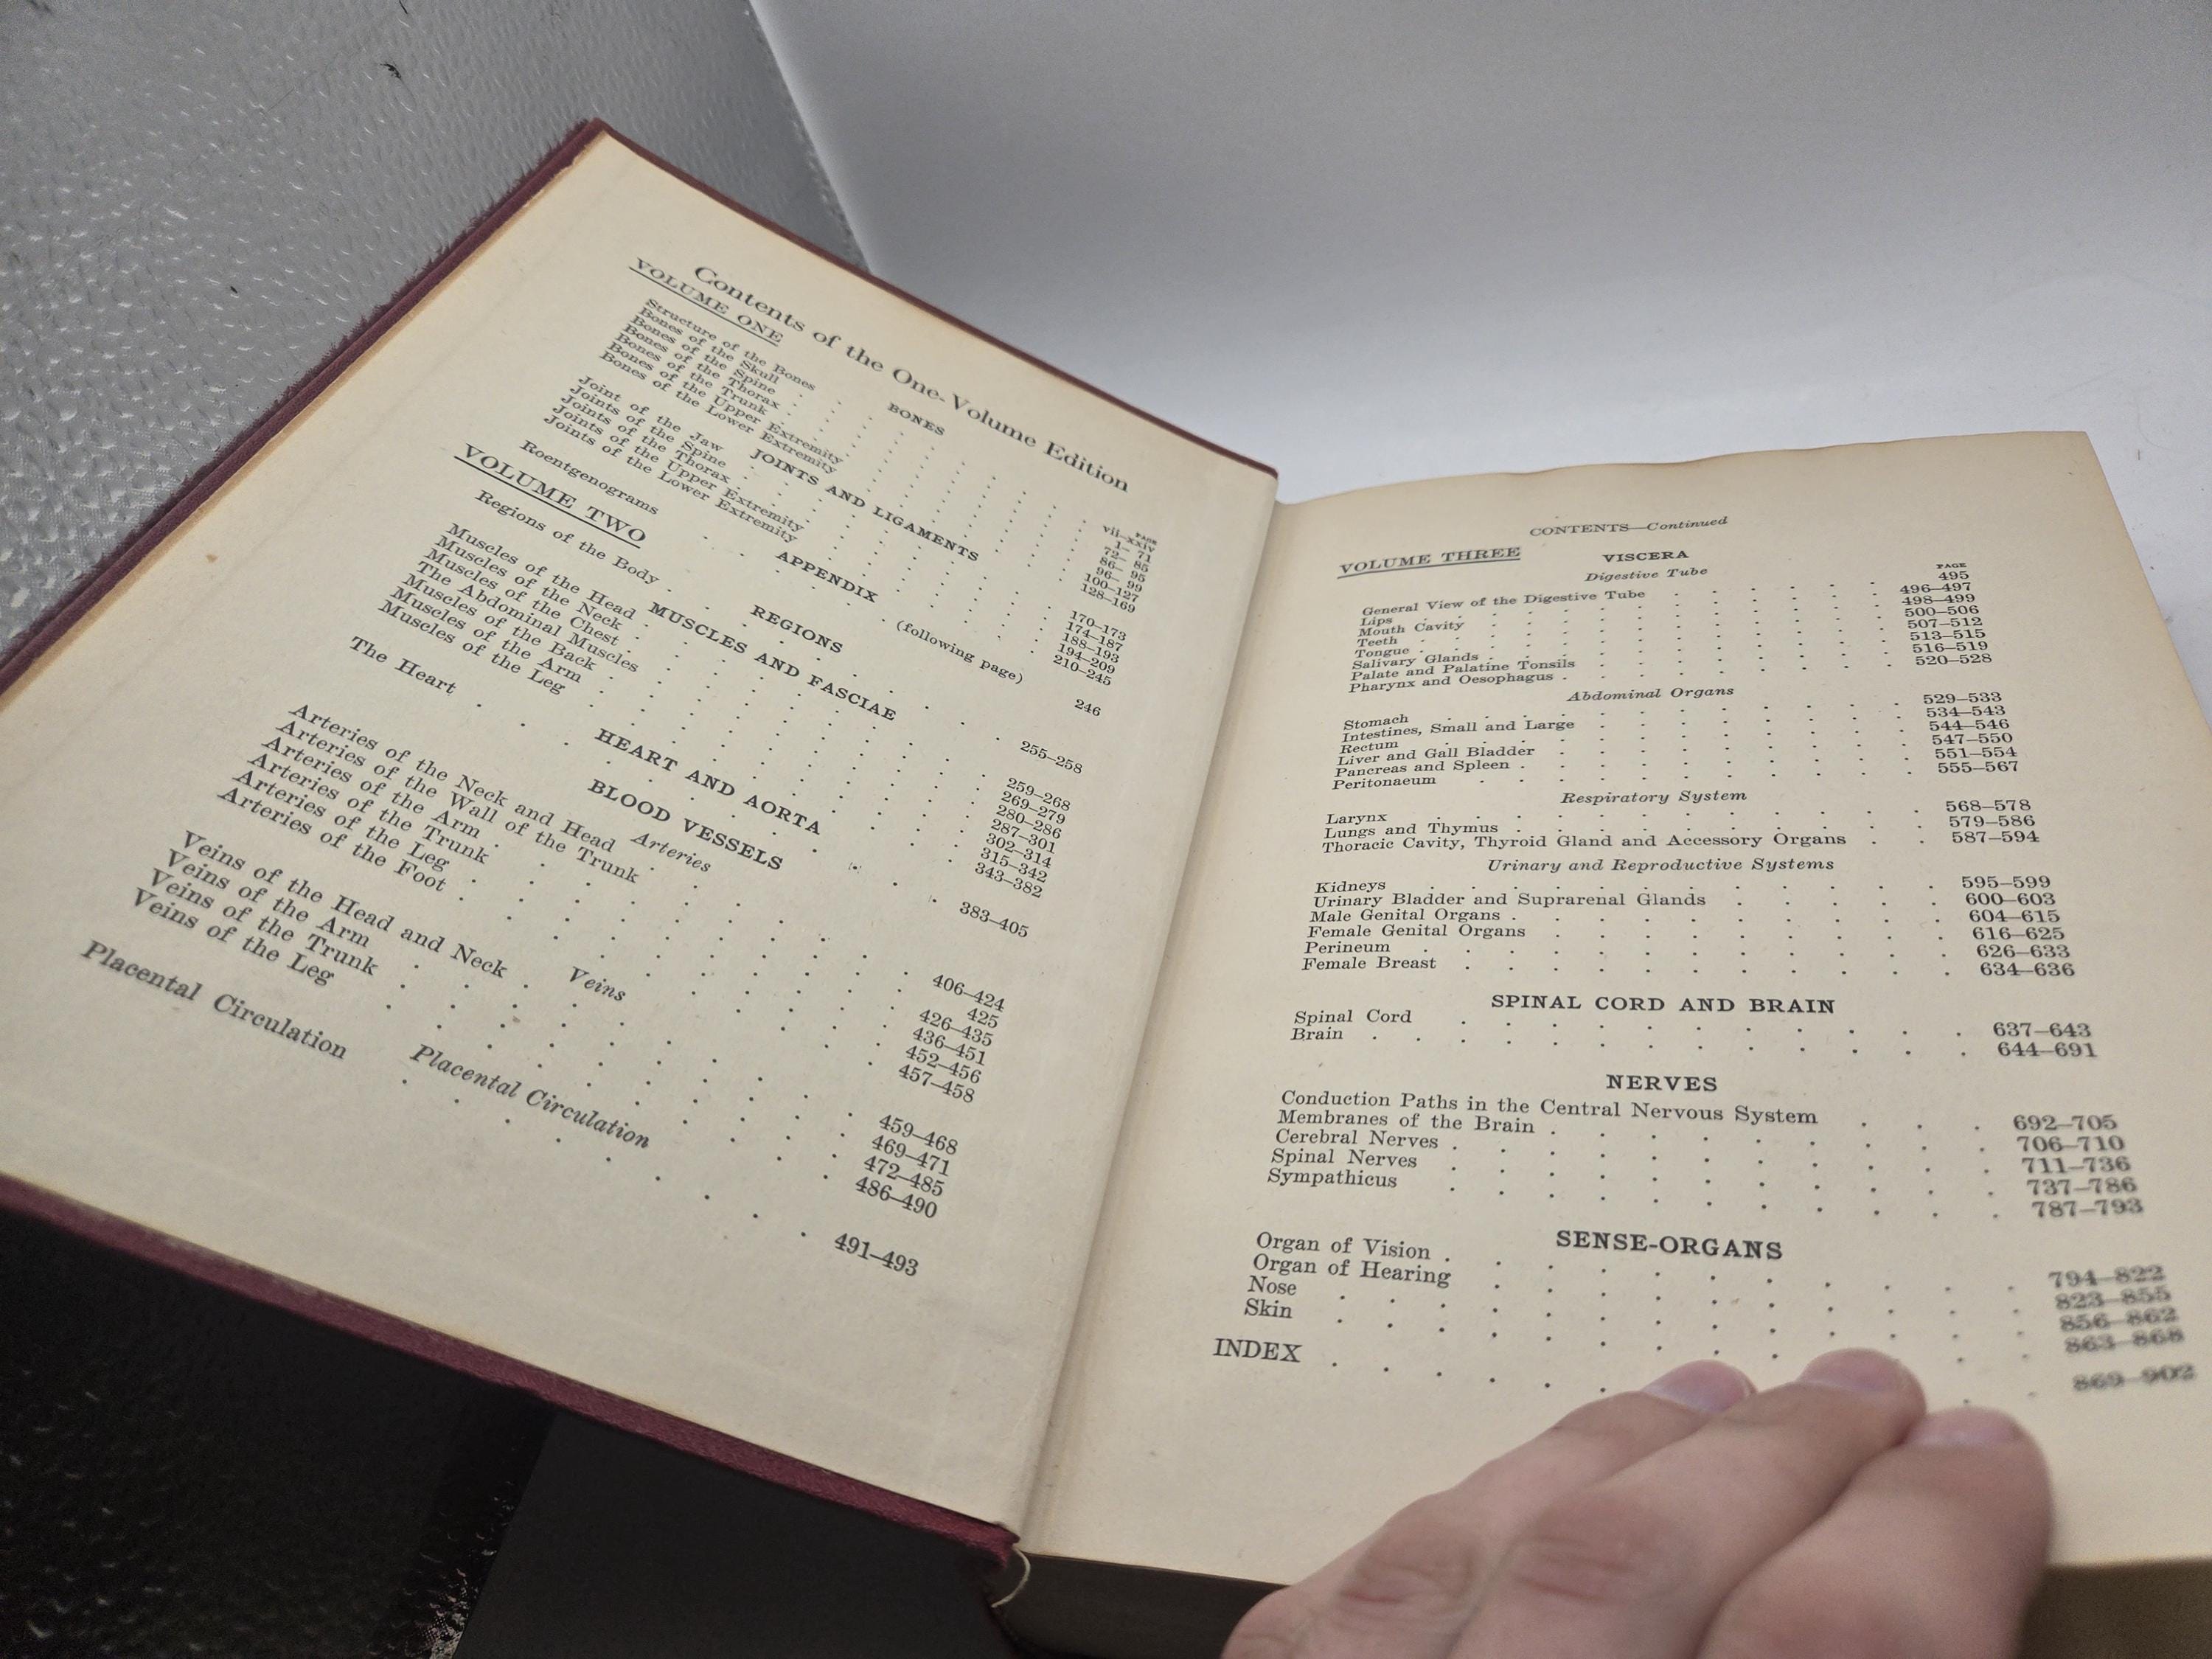 Contents of the One-Volume Edition
VOLUME ONE
BONES
PAGE
Structure of the Bones . . . . . vii–xxiv
Bones of the Skull . . . . . 1– 71
Bones of the Spine . . . . . 72– 85
Bones of the Thorax . . . . . 86– 95
Bones of the Trunk . . . . . 96– 99
Bones of the Upper Extremity . . . . . 100–127
Bones of the Lower Extremity . . . . . 128–169
JOINTS AND LIGAMENTS
Joint of the Jaw . . . . . 170–173
Joints of the Spine . . . . . 174–187
Joints of the Thorax . . . . . 188–193
Joints of the Upper Extremity . . . . . 194–209
Joints of the Lower Extremity . . . . . 210–245
APPENDIX
Roentgenograms . . . . . (following page) 246
VOLUME TWO
REGIONS
Regions of the Body . . . . . 255–258
MUSCLES AND FASCIAE
Muscles of the Head . . . . . 259–268
Muscles of the Neck . . . . . 269–279
Muscles of the Chest . . . . . 280–286
The Abdominal Muscles . . . . . 287–301
Muscles of the Back . . . . . 302–314
Muscles of the Arm . . . . . 315–342
Muscles of the Leg . . . . . 343–382
HEART AND AORTA
The Heart . . . . . 383–405
BLOOD VESSELS
Arteries
Arteries of the Neck and Head . . . . . 406–424
Arteries of the Wall of the Trunk . . . . . 425
Arteries of the Arm . . . . . 426–435
Arteries of the Trunk . . . . . 436–451
Arteries of the Leg . . . . . 452–456
Arteries of the Foot . . . . . 457–458
Veins
Veins of the Head and Neck . . . . . 459–468
Veins of the Arm . . . . . 469–471
Veins of the Trunk . . . . . 472–485
Veins of the Leg . . . . . 486–490
Placental Circulation
Placental Circulation . . . . . 491–493
CONTENTS—Continued
VOLUME THREE
VISCERA
Digestive Tube
PAGE
General View of the Digestive Tube . . . . . 495
Lips . . . . . 496–497
Mouth Cavity . . . . . 498–499
Teeth . . . . . 500–506
Tongue . . . . . 507–512
Salivary Glands . . . . . 513–515
Palate and Palatine Tonsils . . . . . 516–519
Pharynx and Oesophagus . . . . . 520–528
Abdominal Organs
Stomach . . . . . 529–533
Intestines, Small and Large . . . . . 534–543
Rectum . . . . . 544–546
Liver and Gall Bladder . . . . . 547–550
Pancreas and Spleen . . . . . 551–554
Peritonaeum . . . . . 555–567
Respiratory System
Larynx . . . . . 568–578
Lungs and Thymus . . . . . 579–586
Thoracic Cavity, Thyroid Gland and Accessory Organs . . 587–594
Urinary and Reproductive Systems
Kidneys . . . . . 595–599
Urinary Bladder and Suprarenal Glands . . . . . 600–603
Male Genital Organs . . . . . 604–615
Female Genital Organs . . . . . 616–625
Perineum . . . . . 626–633
Female Breast . . . . . 634–636
SPINAL CORD AND BRAIN
Spinal Cord . . . . . 637–643
Brain . . . . . 644–691
NERVES
Conduction Paths in the Central Nervous System . . . 692–705
Membranes of the Brain . . . . . 706–710
Cerebral Nerves . . . . . 711–736
Spinal Nerves . . . . . 737–786
Sympathicus . . . . . 787–793
SENSE-ORGANS
Organ of Vision . . . . . 794–822
Organ of Hearing . . . . . 823–855
Nose . . . . . 856–862
Skin . . . . . 863–868
INDEX . . . . . 869–902